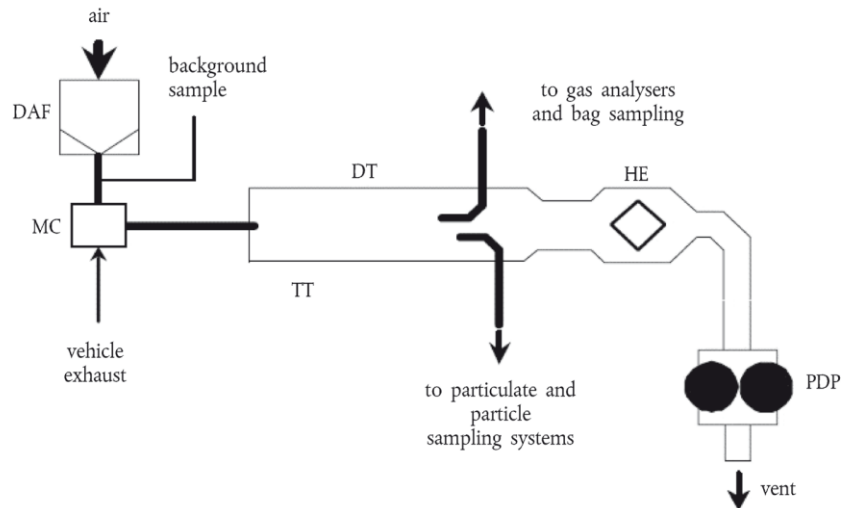 air
background
sample
DAF
to gas analysers
and bag sampling
DT
HE
MC
TT
vehicle
exhaust
to particulate and
particle
sampling systems
PDP
vent